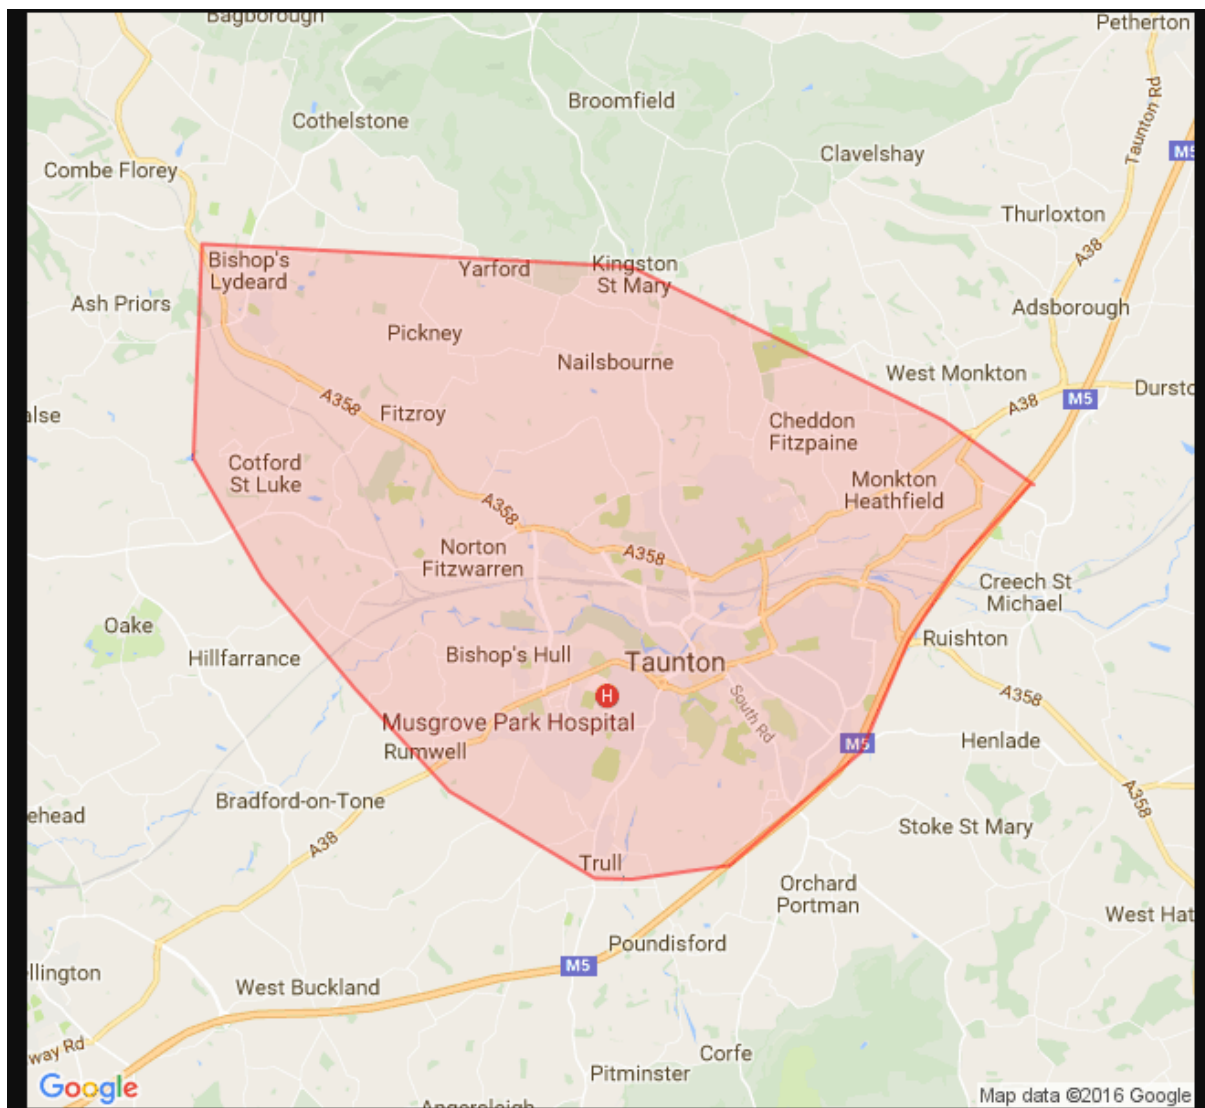 Bagborough
Petherton
Broomfield
Cothelstone
Taunton Rd
Clavelshay
M5
Combe Florey
Thurloxton
A38
Bishop's
Lydeard
Yarford
Kingston
St Mary
Ash Priors
Adsborough
Pickney
Nailsbourne
West Monkton
Durst
A358
Fitzroy
A38
M5
alse
Cheddon
Fitzpaine
Cotford
St Luke
Monkton
Heathfield
A358
Norton
Fitzwarren
A358
Creech St
Michael
Oake
Hillfarrance
Bishop's Hull
Taunton
Ruishton
H
South Rd
A358
Musgrove Park Hospital
Rumwell
M5
Henlade
Bradford-on-Tone
A358
ehead
A38
Stoke St Mary
Trull
Orchard
Portman
West Hat
Poundisford
M5
llington
West Buckland
way Rd
Corfe
Pitminster
Google
Map data ©2016 Google